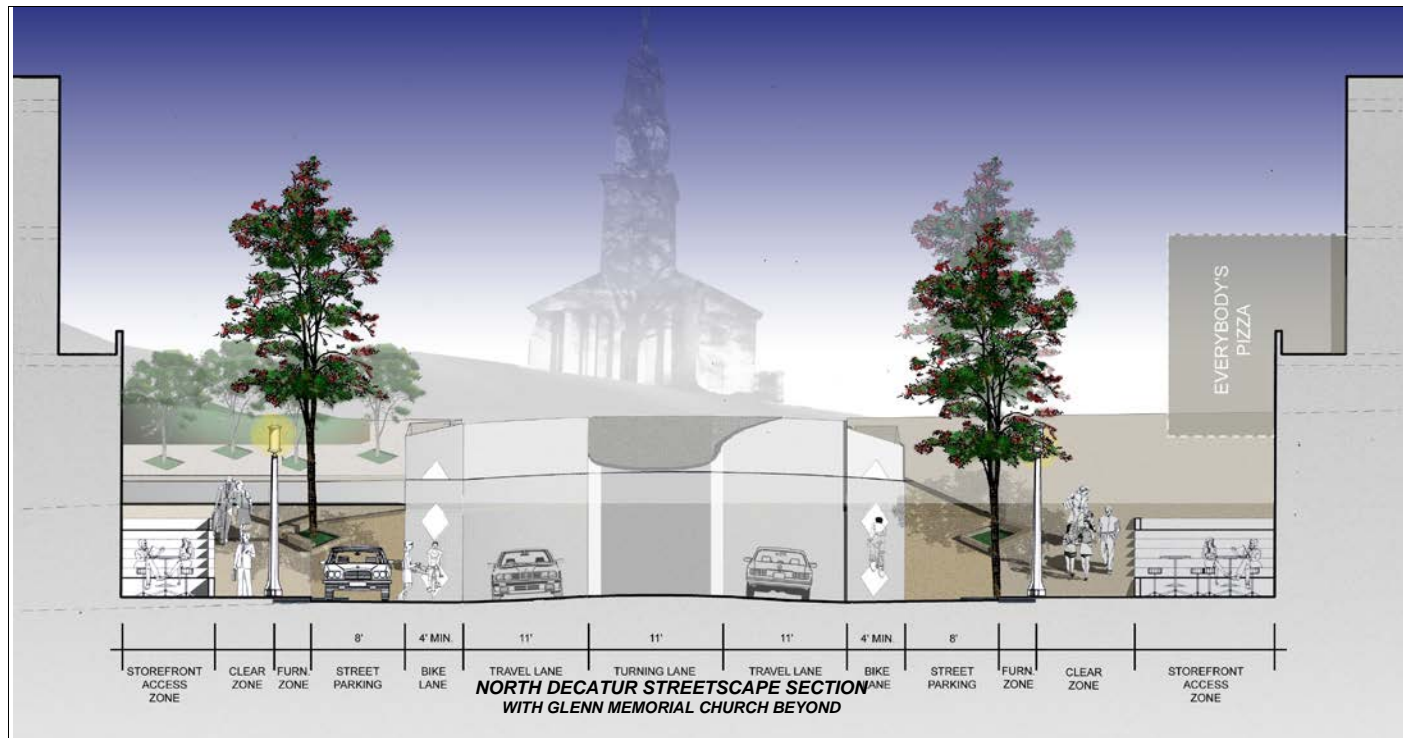 EVERYBODY'S
PIZZA
8' 4' MIN. 11' 11' 11' 4' MIN. 8'
STOREFRONT ACCESS ZONE
CLEAR ZONE
FURN. ZONE
STREET PARKING
BIKE LANE
TRAVEL LANE
TURNING LANE
TRAVEL LANE
BIKE LANE
STREET PARKING
FURN. ZONE
CLEAR ZONE
STOREFRONT ACCESS ZONE
NORTH DECATUR STREETSCAPE SECTION
WITH GLENN MEMORIAL CHURCH BEYOND